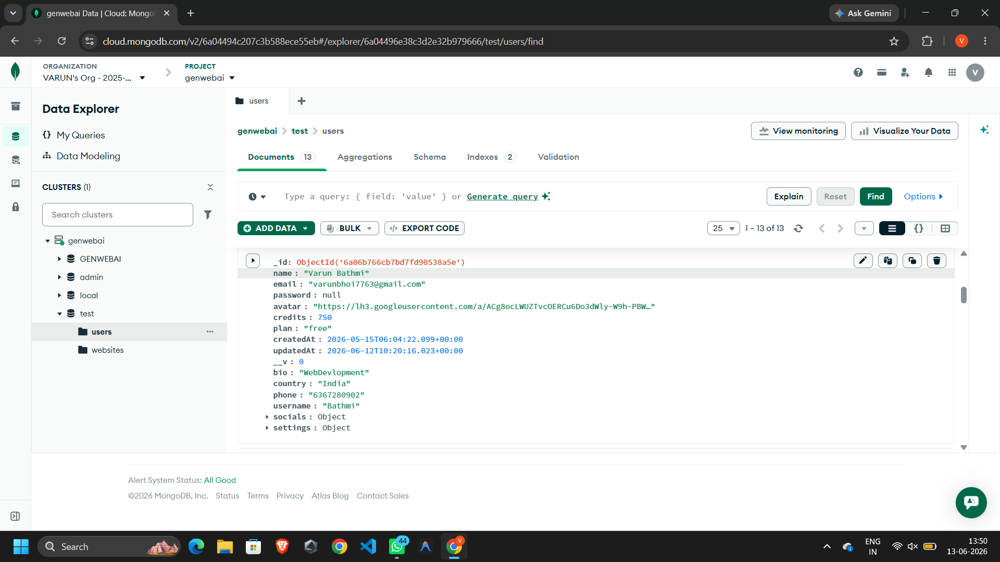 genwebai Data | Cloud: Mongo
Ask Gemini
cloud.mongodb.com/v2/6a04494c207c3b588ece55eb#/explorer/6a04496e38c3d2e32b979666/test/users/find
V
ORGANIZATION
VARUN's Org - 2025-...
PROJECT
genwebai
V
Data Explorer
My Queries
Data Modeling
CLUSTERS (1)
Search clusters
genwebai
GENWEBAI
admin
local
test
users
websites
users
genwebai > test > users
View monitoring
Visualize Your Data
Documents 13
Aggregations
Schema
Indexes 2
Validation
Type a query: { field: 'value' } or Generate query
Explain
Reset
Find
Options
ADD DATA
BULK
EXPORT CODE
25
1 – 13 of 13
_id: ObjectId('6a06b766cb7bd7fd90538a5e')
name : "Varun Bathmi"
email : "varunbhoi7763@gmail.com"
password : null
avatar : "https://lh3.googleusercontent.com/a/ACg8ocLWUZTvcOERCu6Do3dWly-W9h-PBW…"
credits : 750
plan : "free"
createdAt : 2026-05-15T06:04:22.099+00:00
updatedAt : 2026-06-12T10:20:16.023+00:00
__v : 0
bio : "WebDevlopment"
country : "India"
phone : "6367280902"
username : "Bathmi"
socials : Object
settings : Object
Alert System Status: All Good
©2026 MongoDB, Inc. Status Terms Privacy Atlas Blog Contact Sales
Search
44
V
ENG
IN
13:50
13-06-2026